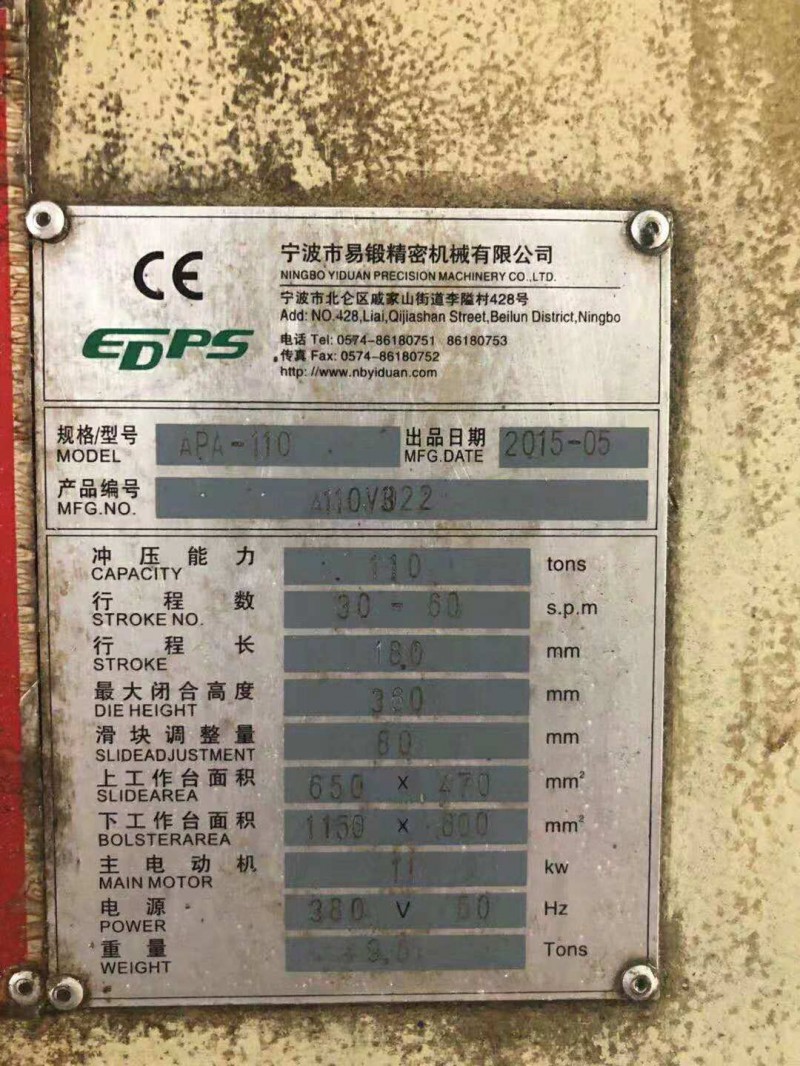 CE
宁波市易锻精密机械有限公司
NINGBO YIDUAN PRECISION MACHINERY CO.,LTD.
宁波市北仑区戚家山街道李隘村428号
Add: NO.428,Liai,Qijiashan Street,Beilun District,Ningbo
EDPS
电话 Tel: 0574-86180751 86180753
传真 Fax: 0574-86180752
http: //www.nbyiduan.com
规格/型号 APA-110 出品日期 2015-05
MODEL MFG.DATE
产品编号
MFG.NO.
冲压能力 110 tons
CAPACITY
行程数 30-60 s.p.m
STROKE NO.
行程长 180 mm
STROKE
最大闭合高度 mm
DIE HEIGHT
滑块调整量 80 mm
SLIDEADJUSTMENT
上工作台面积 650 X 470 mm²
SLIDEAREA
下工作台面积 1150 X 600 mm²
BOLSTERAREA
主电动机 11 kw
MAIN MOTOR
电源 380 V Hz
POWER
重量 Tons
WEIGHT